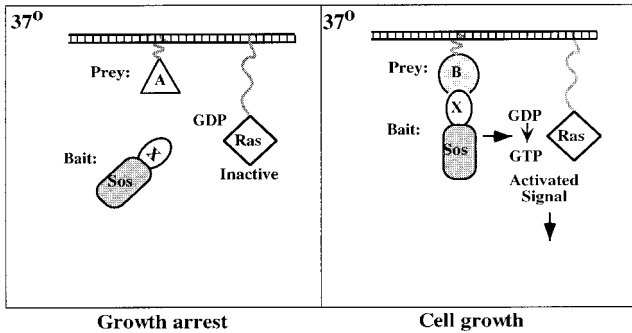 37°
Prey:
A
GDP
Ras
Inactive
Bait:
X
Sos
Growth arrest
37°
Prey:
B
X
Bait:
Sos
GDP
GTP
Ras
Activated
Signal
Cell growth